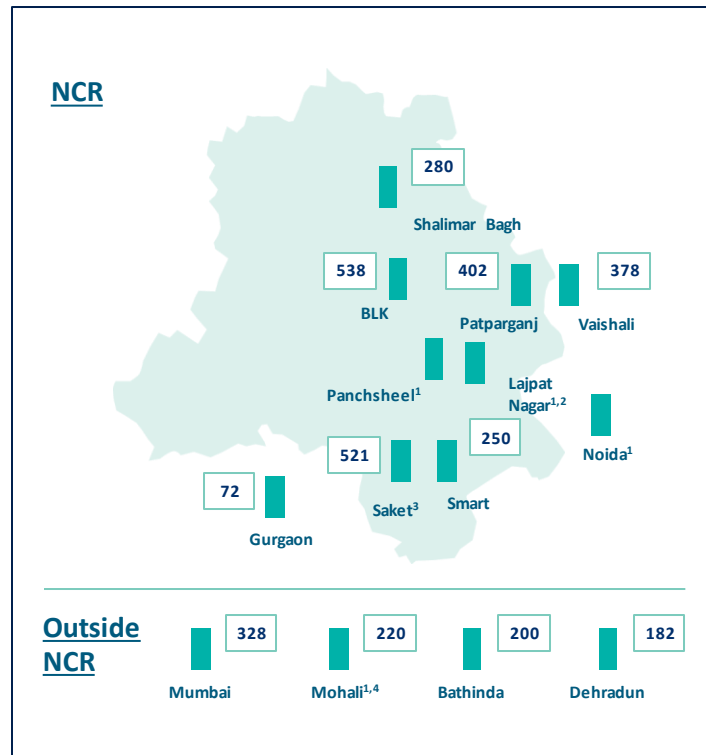 NCR
280
Shalimar Bagh
538
402
378
BLK
Patparganj
Vaishali
Panchsheel¹
Lajpat
Nagar¹,²
250
521
Noida¹
72
Saket³
Smart
Gurgaon
Outside
NCR
328
220
200
182
Mumbai
Mohali¹,⁴
Bathinda
Dehradun